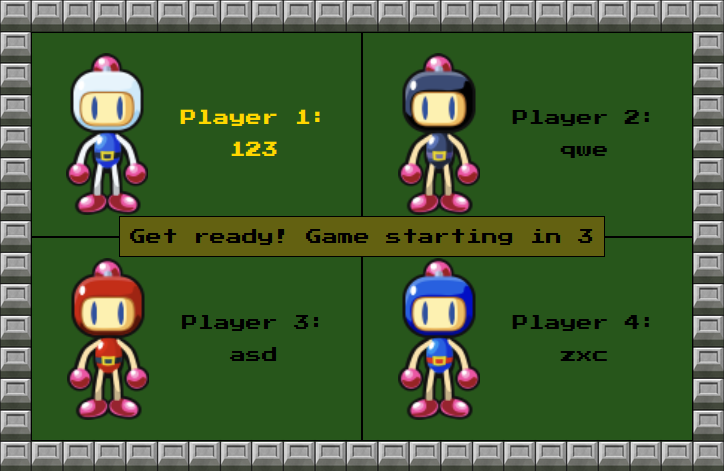 Player 1:
123
Player 2:
qwe
Get ready! Game starting in 3
Player 3:
asd
Player 4:
zxc